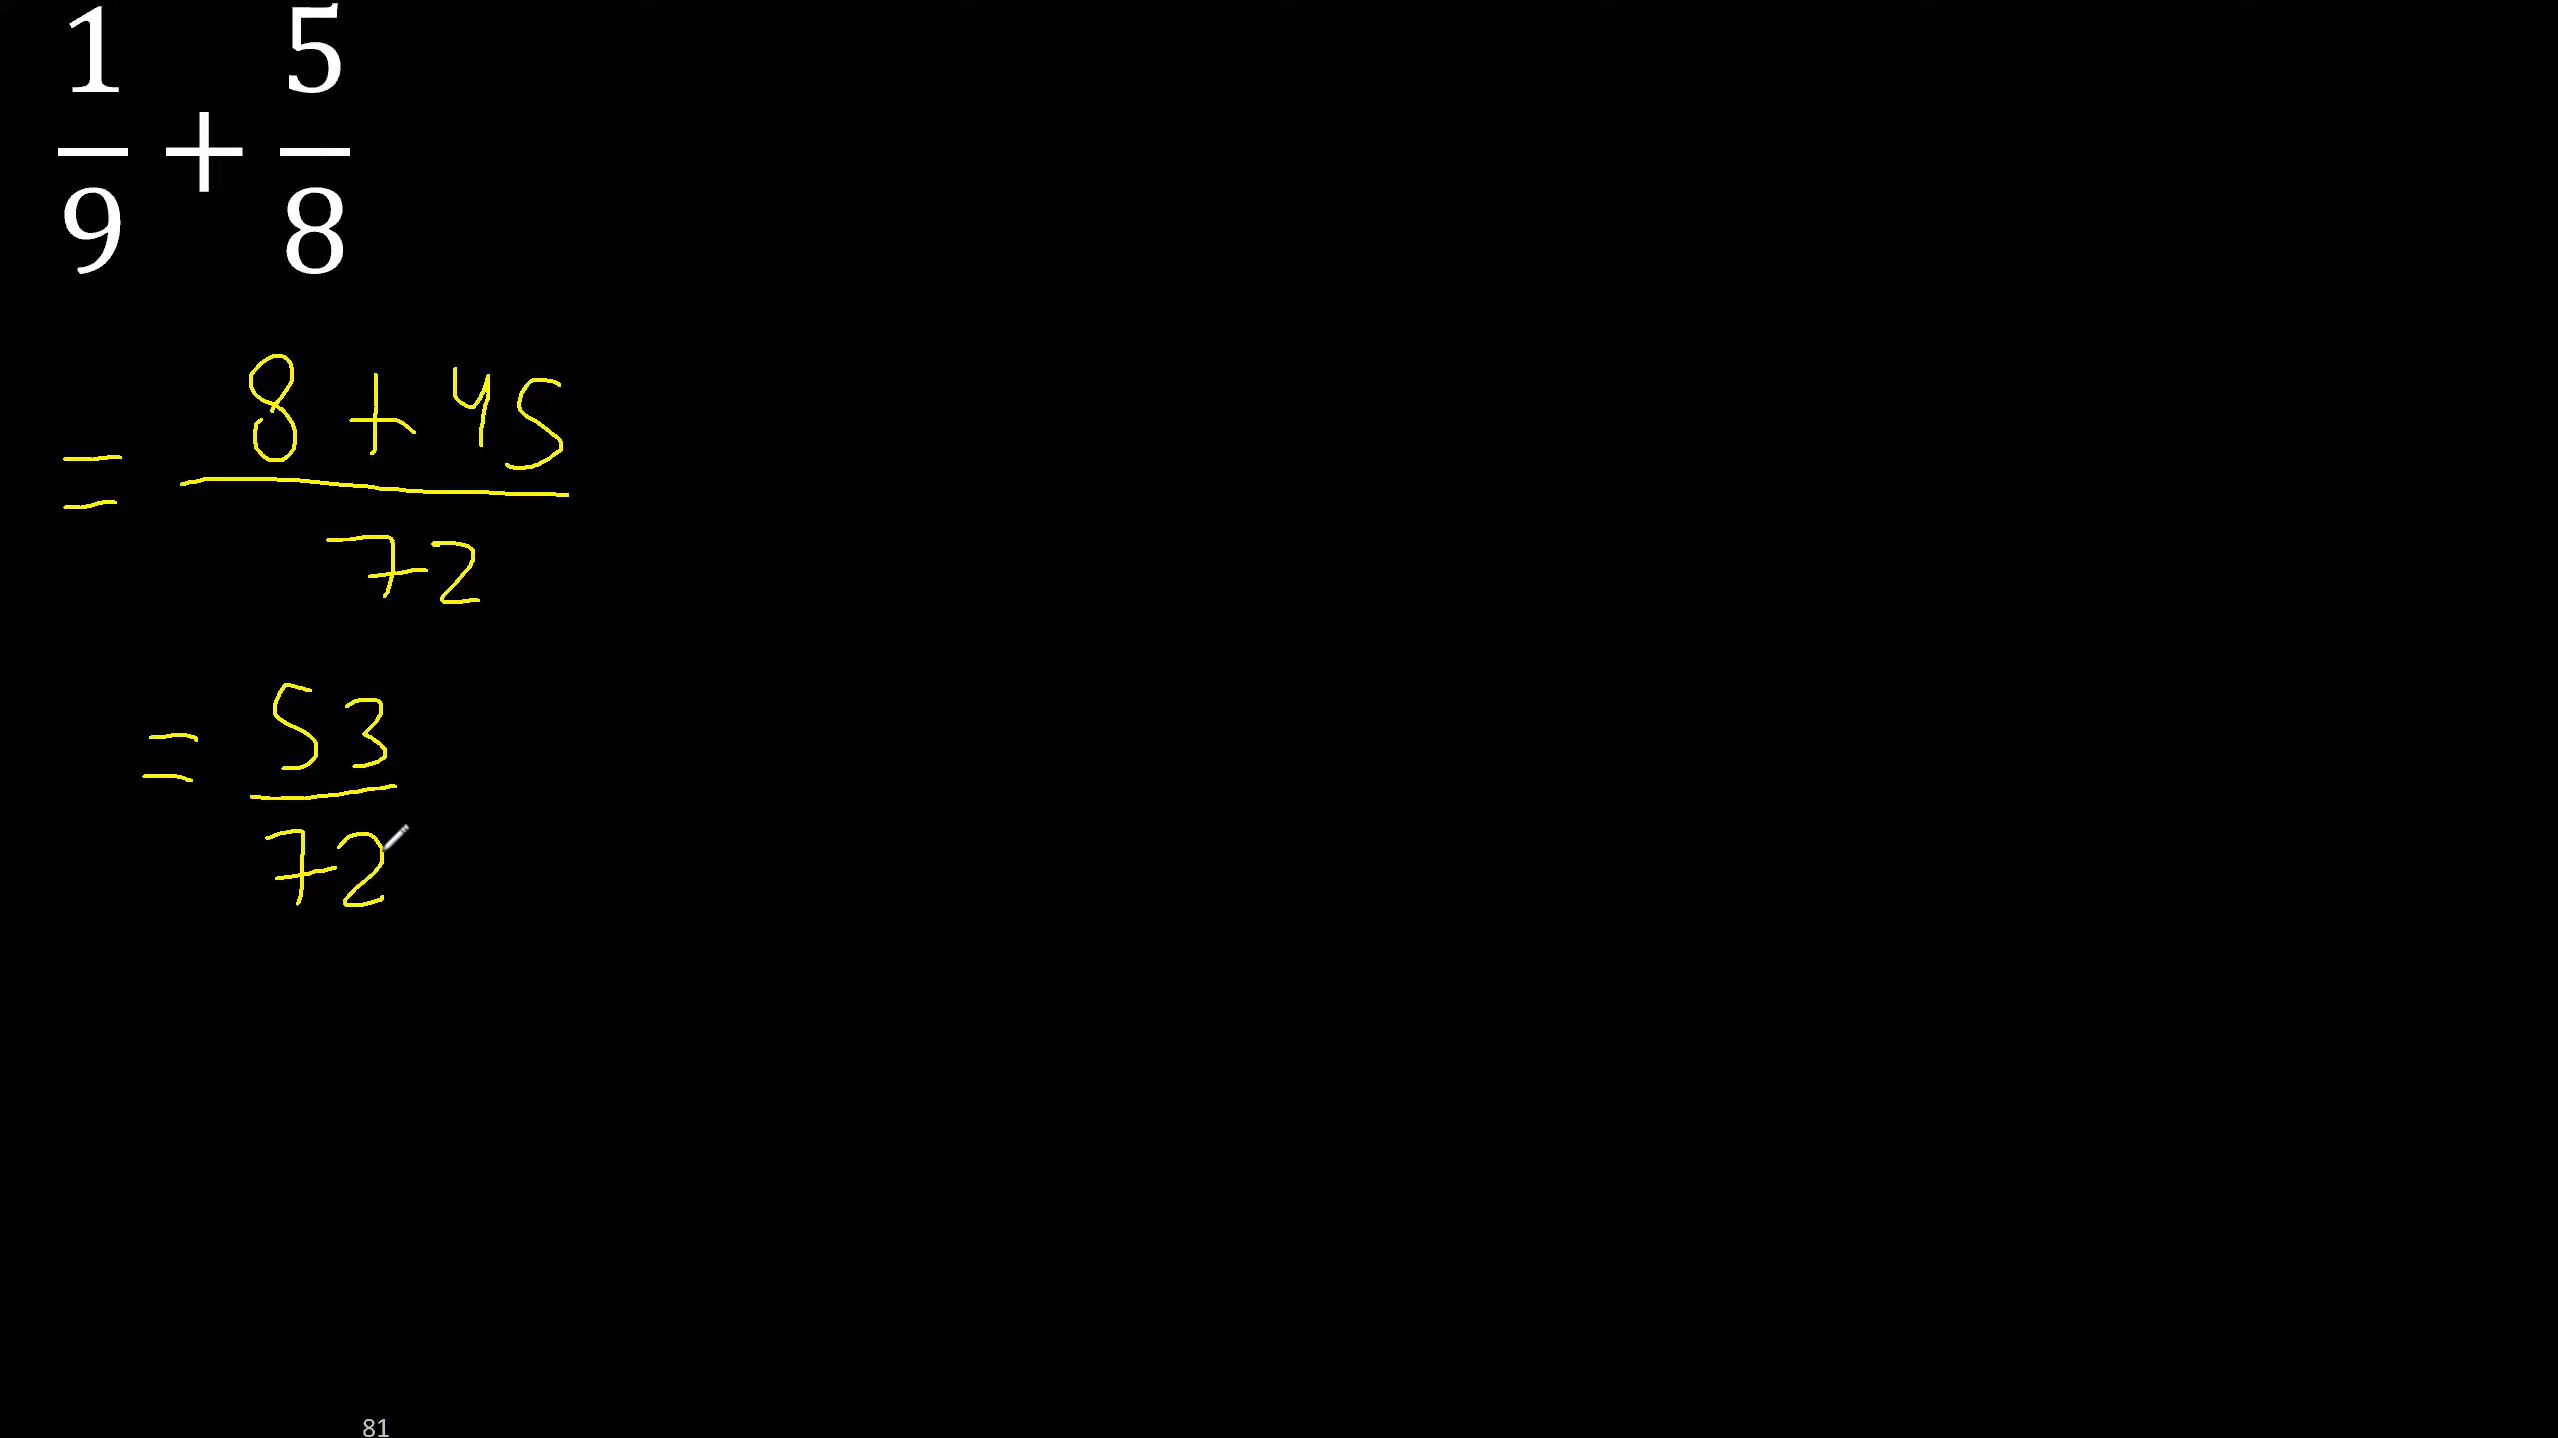 1/9 + 5/8
= (8 + 45)/72
= 53/72
81